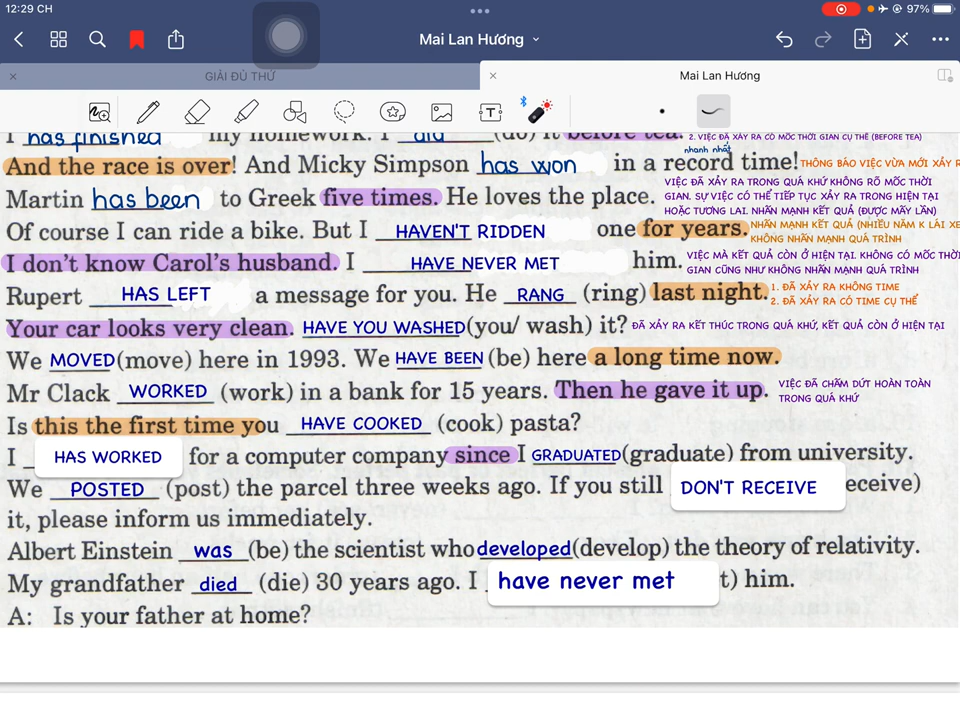 12:29 CH
97%
Mai Lan Hương
GIẢI ĐỦ THỨ
Mai Lan Hương
I has finished my homework. I did (do) it before tea. 2. VIỆC ĐÃ XẢY RA CÓ MỐC THỜI GIAN CỤ THỂ (BEFORE TEA)
nhanh nhất
And the race is over! And Micky Simpson has won in a record time! THÔNG BÁO VIỆC VỪA MỚI XẢY R
VIỆC ĐÃ XẢY RA TRONG QUÁ KHỨ KHÔNG RÕ MỐC THỜI
Martin has been to Greek five times. He loves the place. GIAN. SỰ VIỆC CÓ THỂ TIẾP TỤC XẢY RA TRONG HIỆN TẠI
HOẶC TƯƠNG LAI. NHẤN MẠNH KẾT QUẢ (ĐƯỢC MẤY LẦN)
Of course I can ride a bike. But I HAVEN'T RIDDEN one for years. NHẤN MẠNH KẾT QUẢ (NHIỀU NĂM K LÁI XE
KHÔNG NHẤN MẠNH QUÁ TRÌNH
I don't know Carol's husband. I HAVE NEVER MET him. VIỆC MÀ KẾT QUẢ CÒN Ở HIỆN TẠI. KHÔNG CÓ MỐC THỜI
GIAN CŨNG NHƯ KHÔNG NHẤN MẠNH QUÁ TRÌNH
Rupert HAS LEFT a message for you. He RANG (ring) last night. 1. ĐÃ XẢY RA KHÔNG TIME
2. ĐÃ XẢY RA CÓ TIME CỤ THỂ
Your car looks very clean. HAVE YOU WASHED (you/ wash) it? ĐÃ XẢY RA KẾT THÚC TRONG QUÁ KHỨ, KẾT QUẢ CÒN Ở HIỆN TẠI
We MOVED (move) here in 1993. We HAVE BEEN (be) here a long time now.
Mr Clack WORKED (work) in a bank for 15 years. Then he gave it up. VIỆC ĐÃ CHẤM DỨT HOÀN TOÀN
TRONG QUÁ KHỨ
Is this the first time you HAVE COOKED (cook) pasta?
I HAS WORKED for a computer company since I GRADUATED (graduate) from university.
We POSTED (post) the parcel three weeks ago. If you still DON'T RECEIVE eceive)
it, please inform us immediately.
Albert Einstein was (be) the scientist who developed (develop) the theory of relativity.
My grandfather died (die) 30 years ago. I have never met t) him.
A: Is your father at home?